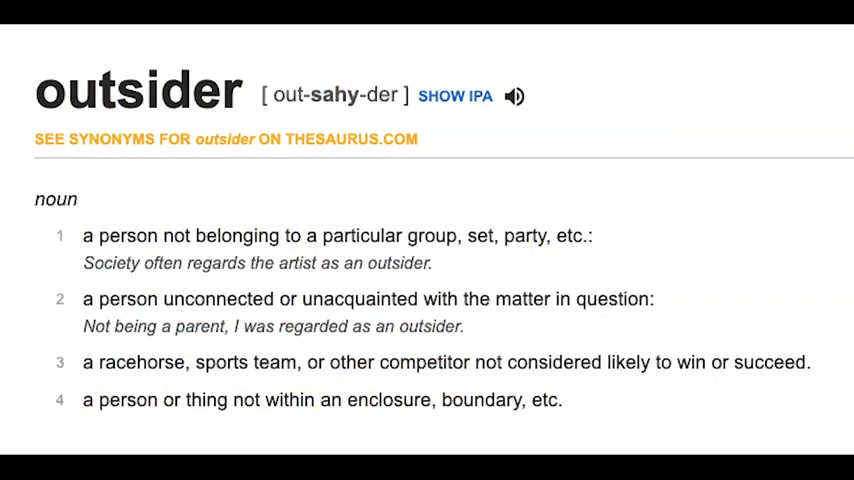 outsider [ out-sahy-der ] SHOW IPA
SEE SYNONYMS FOR outsider ON THESAURUS.COM
noun
1 a person not belonging to a particular group, set, party, etc.:
Society often regards the artist as an outsider.
2 a person unconnected or unacquainted with the matter in question:
Not being a parent, I was regarded as an outsider.
3 a racehorse, sports team, or other competitor not considered likely to win or succeed.
4 a person or thing not within an enclosure, boundary, etc.